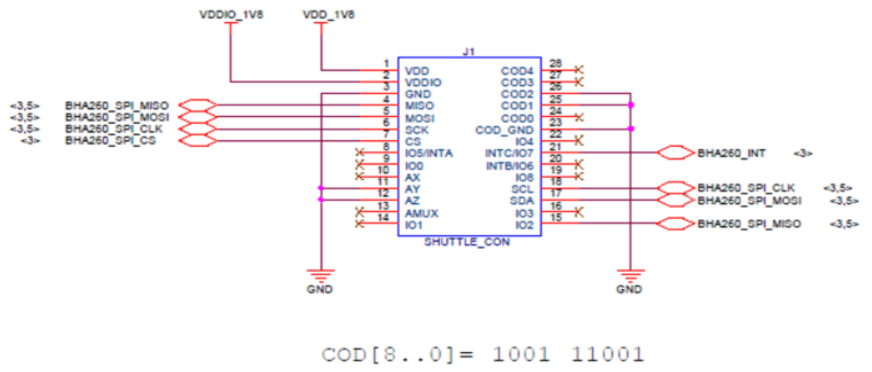 VDDIO_1V8 VDD_1V8
J1
1 VDD COD4 28
2 VDDIO COD3 27
3 GND COD2 26
<3,5> BHA260_SPI_MISO 4 MISO COD1 25
<3,5> BHA260_SPI_MOSI 5 MOSI COD0 24
<3,5> BHA260_SPI_CLK 6 SCK COD_GND 23
<3> BHA260_SPI_CS 7 CS IO4 22
8 IO5/INTA INTC/IO7 21 BHA260_INT <3>
9 IO0 INTB/IO6 20
10 AX IO8 19
11 AY SCL 18 BHA260_SPI_CLK <3,5>
12 AZ SDA 17 BHA260_SPI_MOSI <3,5>
13 AMUX IO3 16
14 IO1 IO2 15 BHA260_SPI_MISO <3,5>
SHUTTLE_CON
GND GND
COD[8..0]= 1001 11001